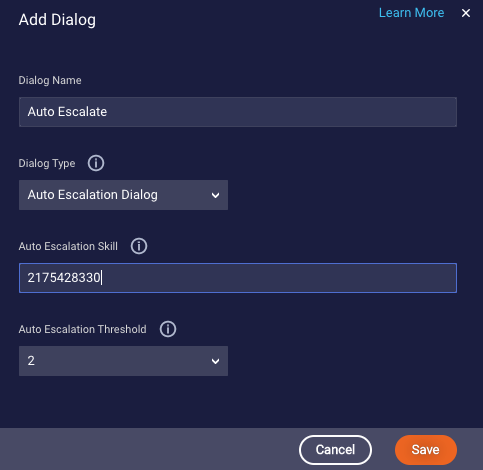 Add Dialog
Learn More
Dialog Name
Auto Escalate
Dialog Type
Auto Escalation Dialog
Auto Escalation Skill
2175428330
Auto Escalation Threshold
2
Cancel
Save